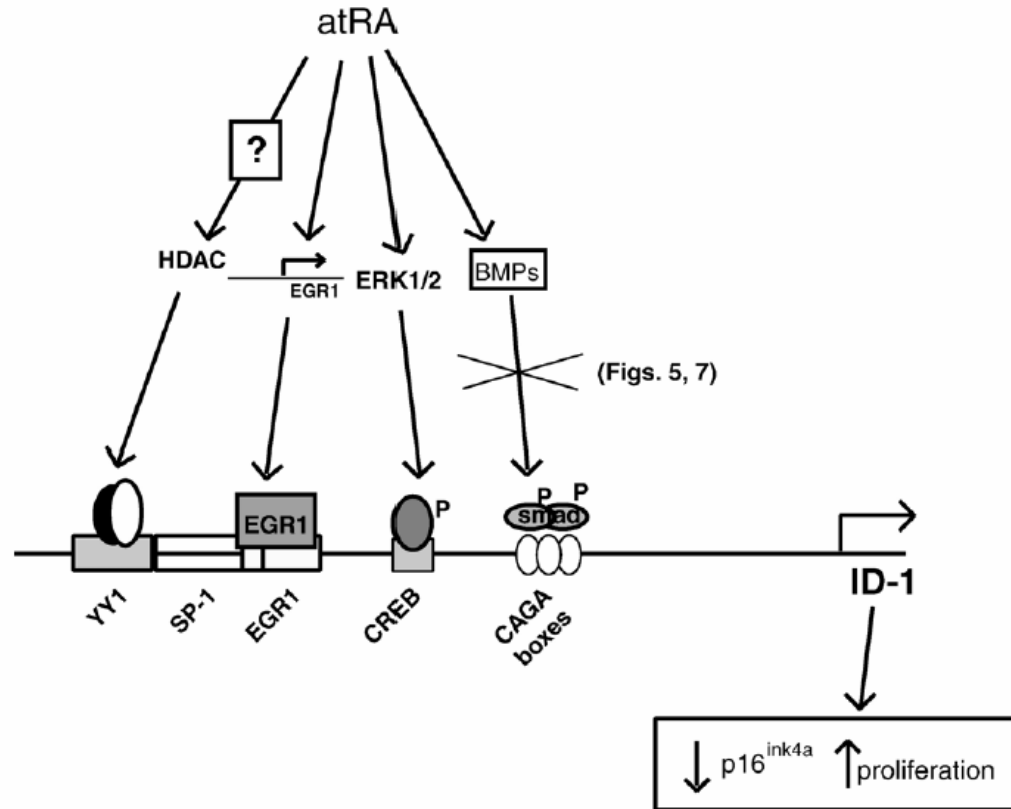 atRA
?
HDAC
EGR1
ERK1/2
BMPs
(Figs. 5, 7)
P
P
P
EGR1
smad
YY1
SP-1
EGR1
CREB
CAGA
boxes
ID-1
↓ p16ink4a ↑ proliferation